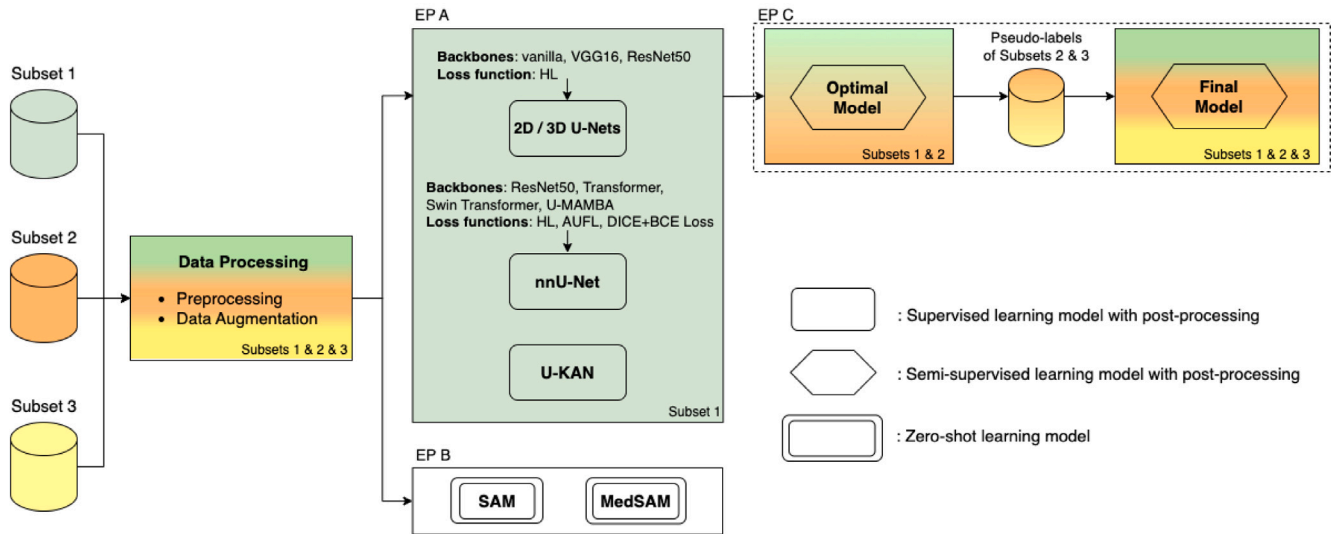 Subset 1
Subset 2
Subset 3
Data Processing
• Preprocessing
• Data Augmentation
Subsets 1 & 2 & 3
EP A
Backbones: vanilla, VGG16, ResNet50
Loss function: HL
2D / 3D U-Nets
Backbones: ResNet50, Transformer,
Swin Transformer, U-MAMBA
Loss functions: HL, AUFL, DICE+BCE Loss
nnU-Net
U-KAN
Subset 1
EP B
SAM
MedSAM
EP C
Optimal
Model
Subsets 1 & 2
Pseudo-labels
of Subsets 2 & 3
Final
Model
Subsets 1 & 2 & 3
: Supervised learning model with post-processing
: Semi-supervised learning model with post-processing
: Zero-shot learning model